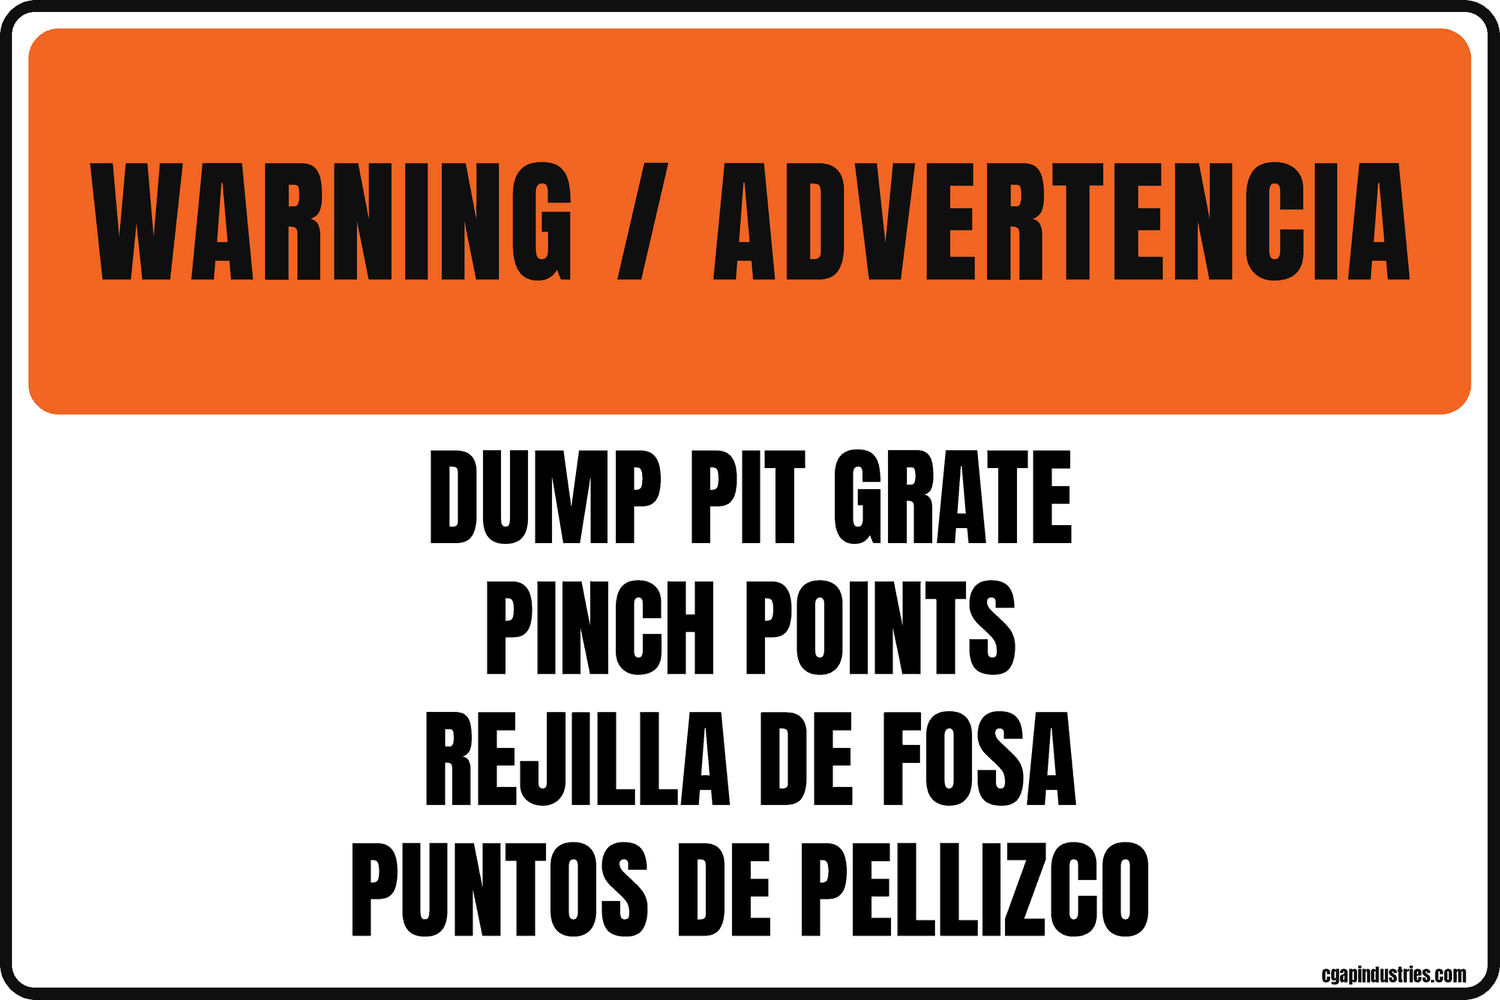 WARNING / ADVERTENCIA
DUMP PIT GRATE
PINCH POINTS
REJILLA DE FOSA
PUNTOS DE PELLIZCO
cgapindustries.com